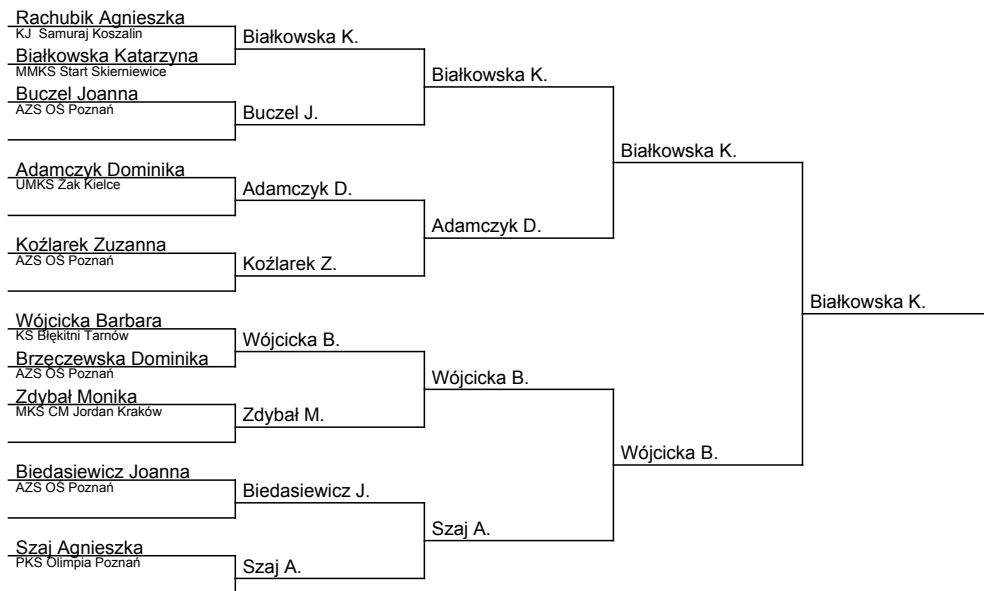 Rachubik Agnieszka
KJ Samuraj Koszalin
Białkowska K.
Białkowska Katarzyna
MMKS Start Skierniewice
Białkowska K.
Buczel Joanna
AZS OŚ Poznań
Buczel J.
Białkowska K.
Adamczyk Dominika
UMKS Żak Kielce
Adamczyk D.
Adamczyk D.
Koźlarek Zuzanna
AZS OŚ Poznań
Koźlarek Z.
Białkowska K.
Wójcicka Barbara
KS Błękitni Tarnów
Wójcicka B.
Brzęczewska Dominika
AZS OŚ Poznań
Wójcicka B.
Zdybał Monika
MKS CM Jordan Kraków
Zdybał M.
Wójcicka B.
Biedasiewicz Joanna
AZS OŚ Poznań
Biedasiewicz J.
Szaj A.
Szaj Agnieszka
PKS Olimpia Poznań
Szaj A.